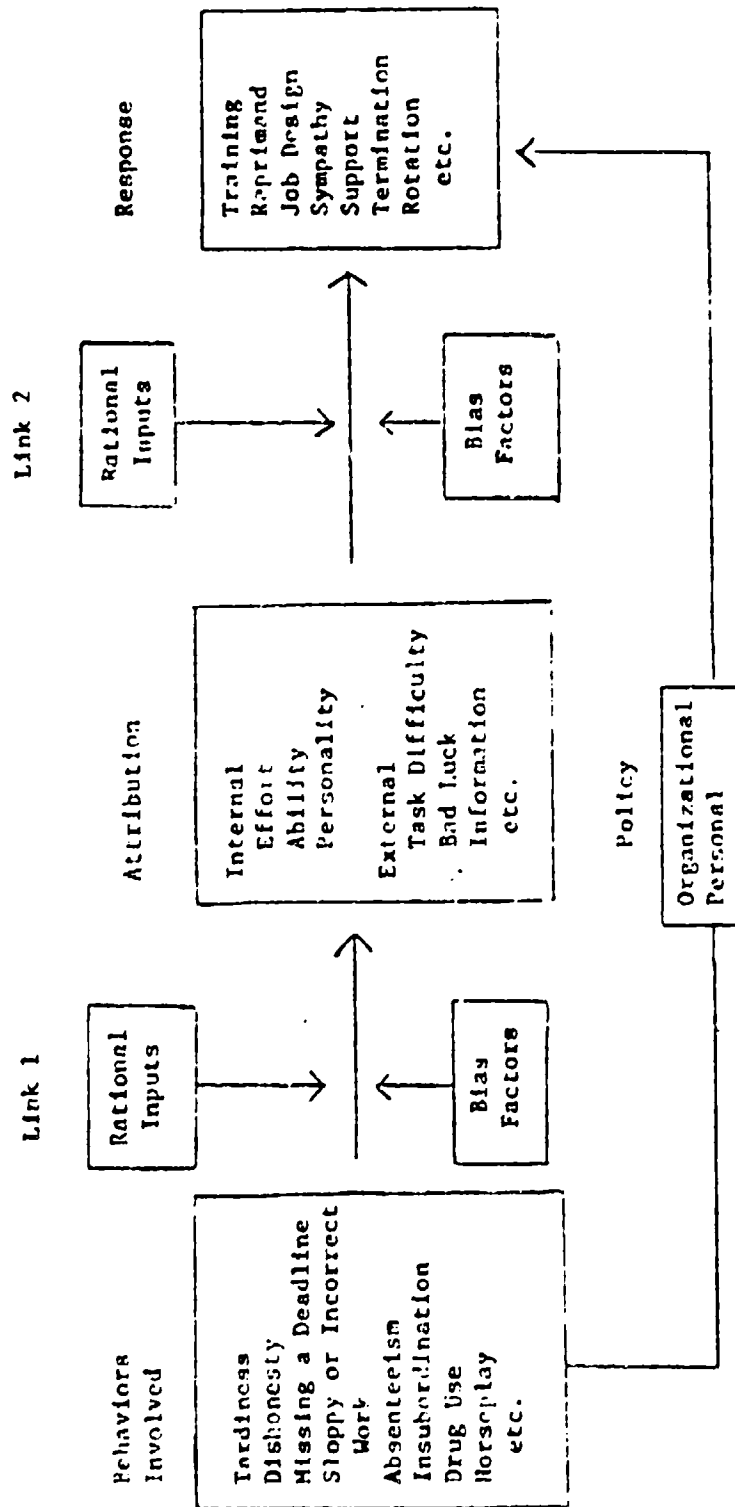 Link 1
Link 2
Behaviors
Involved
Attribution
Response
Rational
Inputs
Rational
Inputs
Tardiness
Dishonesty
Missing a Deadline
Sloppy or Incorrect
Work
Absenteeism
Insubordination
Drug Use
Horseplay
etc.
Internal
Effort
Ability
Personality
External
Task Difficulty
Bad Luck
Information
etc.
Training
Reprimand
Job Design
Sympathy
Support
Termination
Rotation
etc.
Bias
Factors
Bias
Factors
Policy
Organizational
Personal